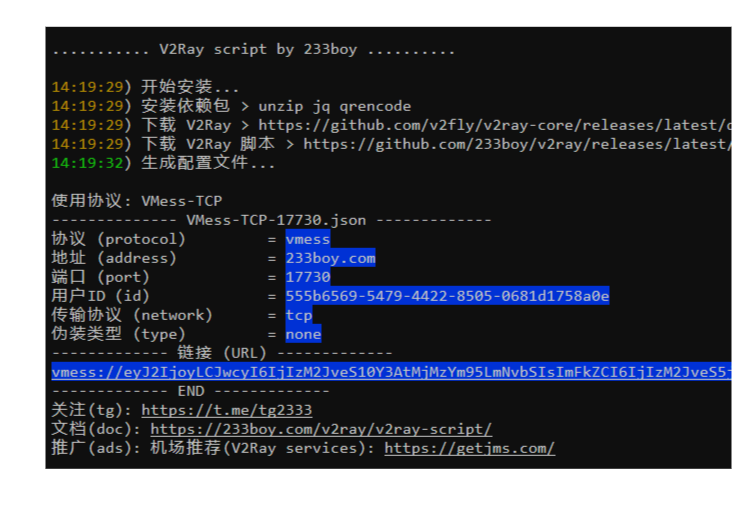 ........... V2Ray script by 233boy ..........
14:19:29) 开始安装...
14:19:29) 安装依赖包 > unzip jq qrencode
14:19:29) 下载 V2Ray > https://github.com/v2fly/v2ray-core/releases/latest/
14:19:29) 下载 V2Ray 脚本 > https://github.com/233boy/v2ray/releases/latest/
14:19:32) 生成配置文件...
使用协议: VMess-TCP
-------------- VMess-TCP-17730.json -------------
协议 (protocol) = vmess
地址 (address) = 233boy.com
端口 (port) = 17730
用户ID (id) = 555b6569-5479-4422-8505-0681d1758a0e
传输协议 (network) = tcp
伪装类型 (type) = none
------------- 链接 (URL) -------------
vmess://eyJ2IjoyLCJwcyI6IjIzM2JveS10Y3AtMjMzYm95LmNvbSIsImFkZCI6IjIzM2JveS5
------------- END -------------
关注(tg): https://t.me/tg2333
文档(doc): https://233boy.com/v2ray/v2ray-script/
推广(ads): 机场推荐(V2Ray services): https://getjms.com/